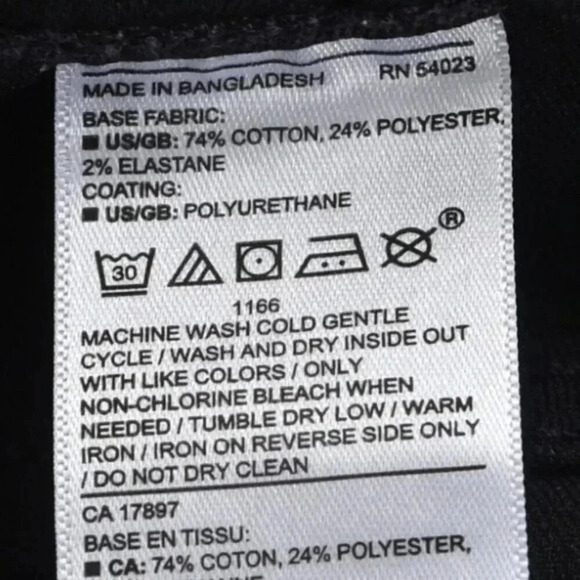 MADE IN BANGLADESH RN 54023
BASE FABRIC:
■ US/GB: 74% COTTON, 24% POLYESTER,
2% ELASTANE
COATING:
■ US/GB: POLYURETHANE
30 ®
1166
MACHINE WASH COLD GENTLE
CYCLE / WASH AND DRY INSIDE OUT
WITH LIKE COLORS / ONLY
NON-CHLORINE BLEACH WHEN
NEEDED / TUMBLE DRY LOW / WARM
IRON / IRON ON REVERSE SIDE ONLY
/ DO NOT DRY CLEAN
CA 17897
BASE EN TISSU:
■ CA: 74% COTON, 24% POLYESTER,